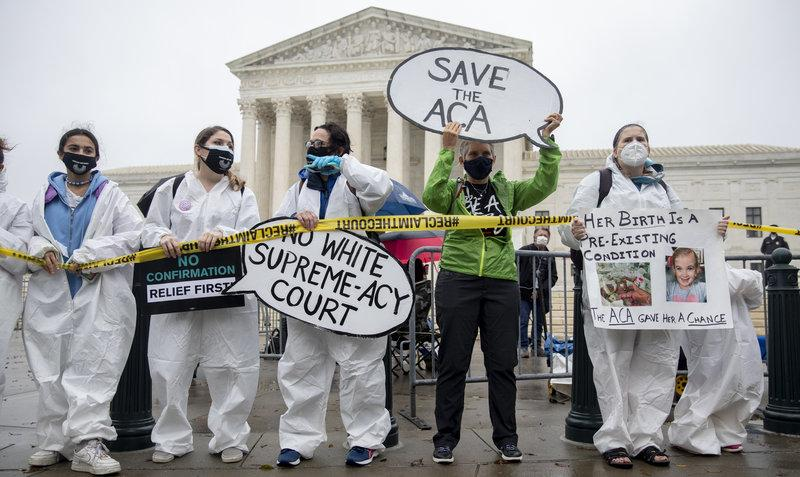 SAVE
THE
ACA
#RECLAIMTHECOURT
NO CONFIRMATION
RELIEF FIRST
NO WHITE
SUPREME-ACY
COURT
HER BIRTH IS A
PRE-EXISTING
CONDITION
THE ACA GAVE HER A CHANCE